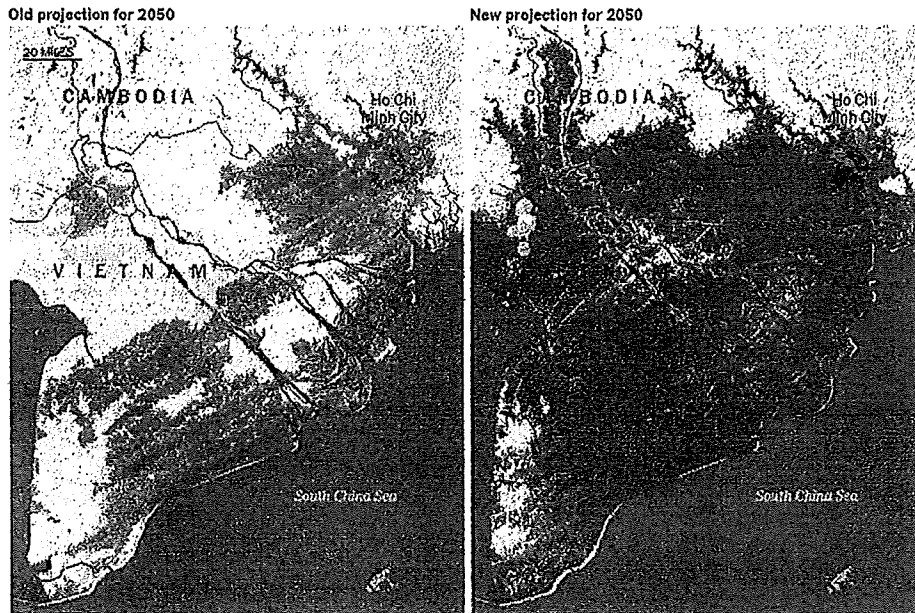 Old projection for 2050
New projection for 2050
20 MILES
CAMBODIA
Ho Chi
Minh City
VIETNAM
South China Sea
CAMBODIA
Ho Chi
Minh City
South China Sea